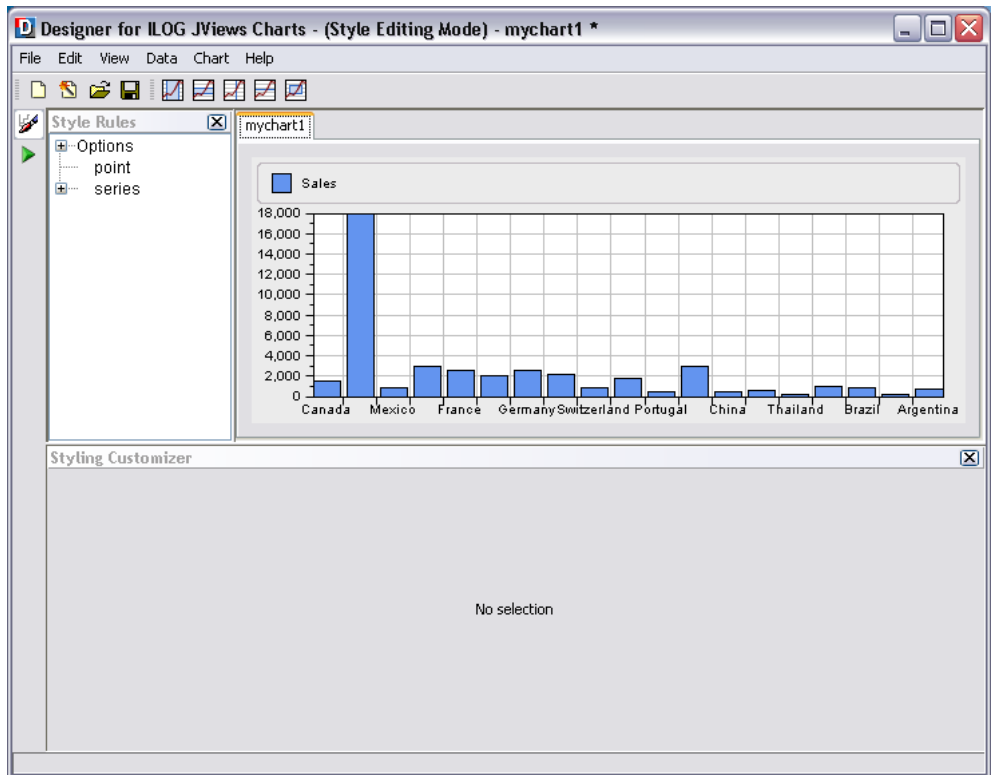 Designer for ILOG JViews Charts - (Style Editing Mode) - mychart1 *
File Edit View Data Chart Help
Style Rules
Options
point
series
mychart1
Sales
18,000
16,000
14,000
12,000
10,000
8,000
6,000
4,000
2,000
0
Canada Mexico France Germany Switzerland Portugal China Thailand Brazil Argentina
Styling Customizer
No selection